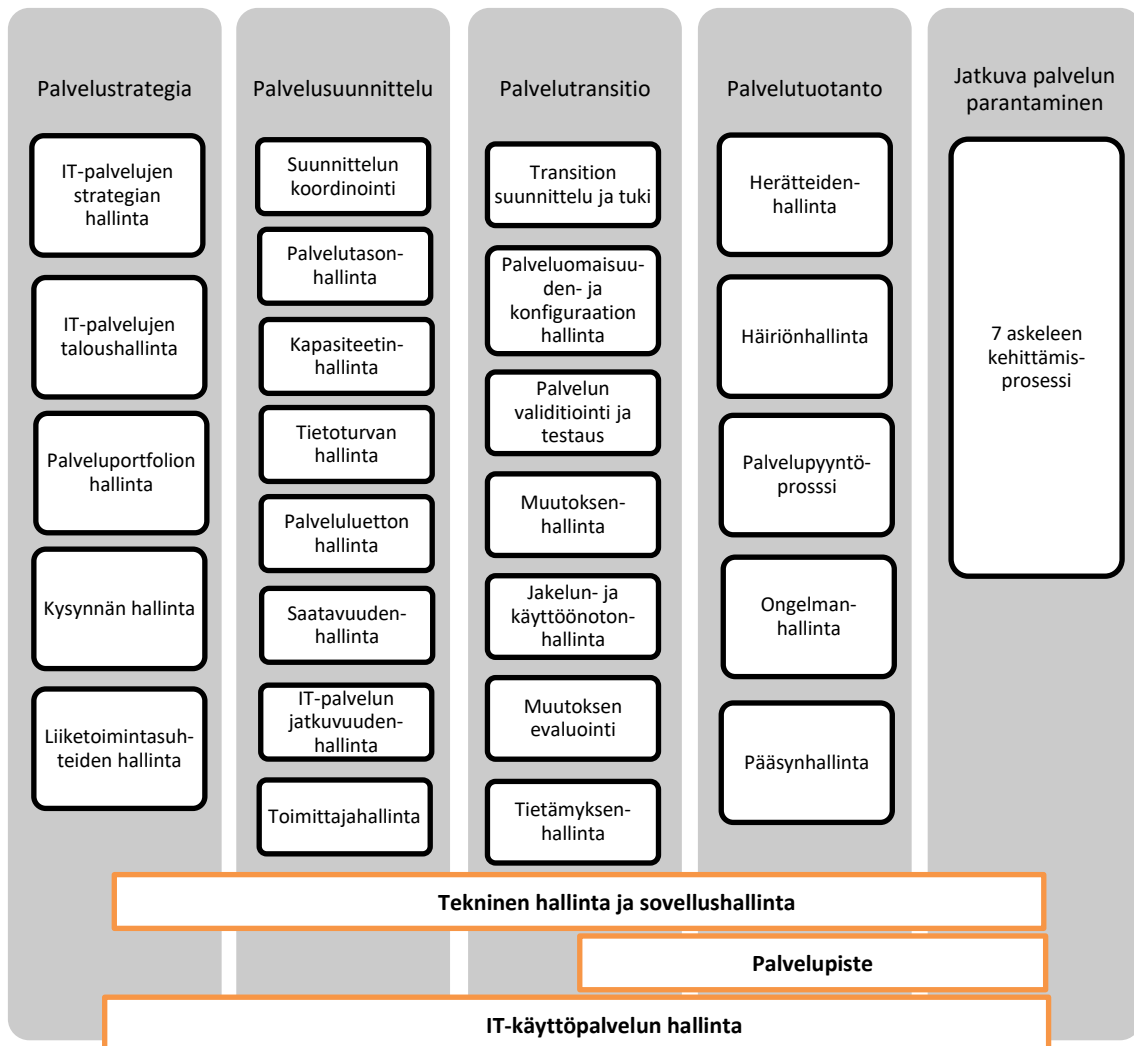 Palvelustrategia
IT-palvelujen
strategian
hallinta
IT-palvelujen
taloushallinta
Palveluportfolion
hallinta
Kysynnän hallinta
Liiketoimintasuh-
teiden hallinta
Palvelusuunnittelu
Suunnittelun
koordinointi
Palvelutason-
hallinta
Kapasiteetin-
hallinta
Tietoturvan
hallinta
Palveluluetton
hallinta
Saatavuuden-
hallinta
IT-palvelun
jatkuvuuden-
hallinta
Toimittajahallinta
Palvelutransitio
Transition
suunnittelu ja tuki
Palveluomaisuu-
den- ja
konfiguraation
hallinta
Palvelun
validitiointi ja
testaus
Muutoksen-
hallinta
Jakelun- ja
käyttöönoton-
hallinta
Muutoksen
evaluointi
Tietämyksen-
hallinta
Palvelutuotanto
Herätteiden-
hallinta
Häiriönhallinta
Palvelupyyntö-
prosssi
Ongelman-
hallinta
Pääsynhallinta
Jatkuva palvelun
parantaminen
7 askeleen
kehittämis-
prosessi
Tekninen hallinta ja sovellushallinta
Palvelupiste
IT-käyttöpalvelun hallinta